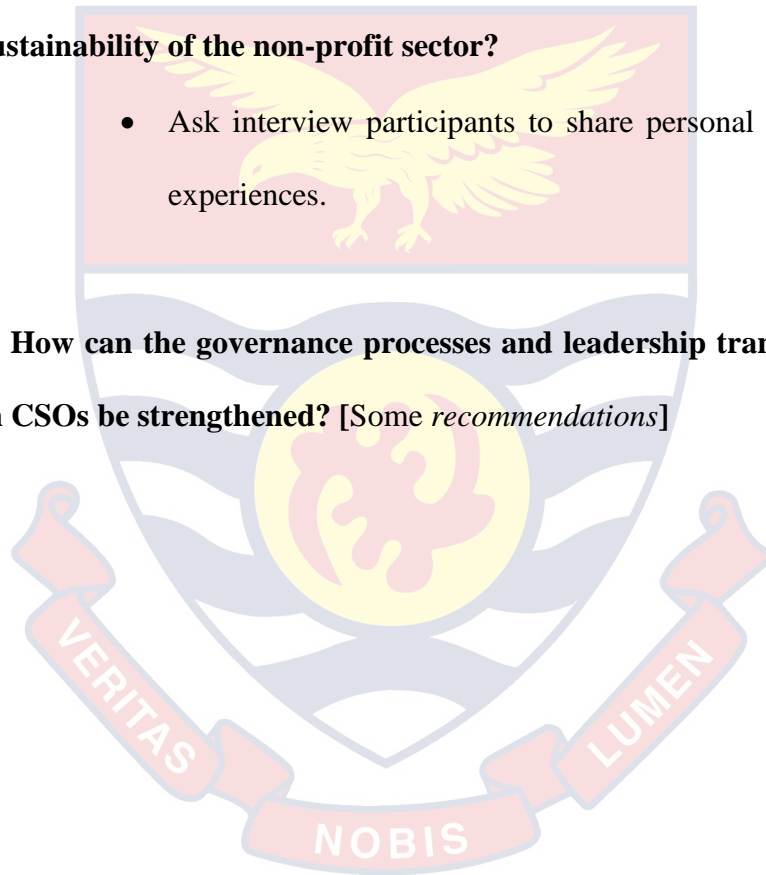 ustainability of the non-profit sector?
• Ask interview participants to share personal
experiences.
How can the governance processes and leadership tran
CSOs be strengthened? [Some recommendations]
VERITAS
NOBIS
LUMEN